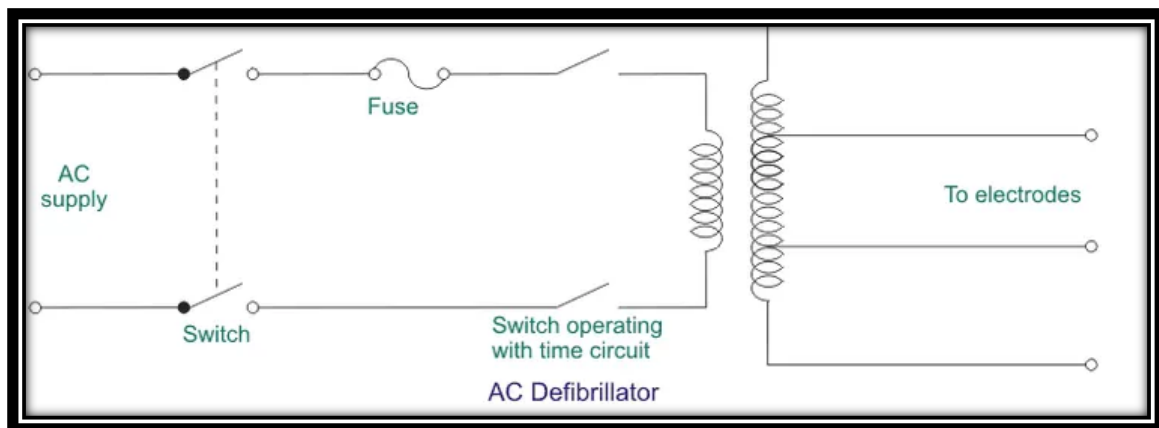 Fuse
AC
supply
To electrodes
Switch
Switch operating
with time circuit
AC Defibrillator